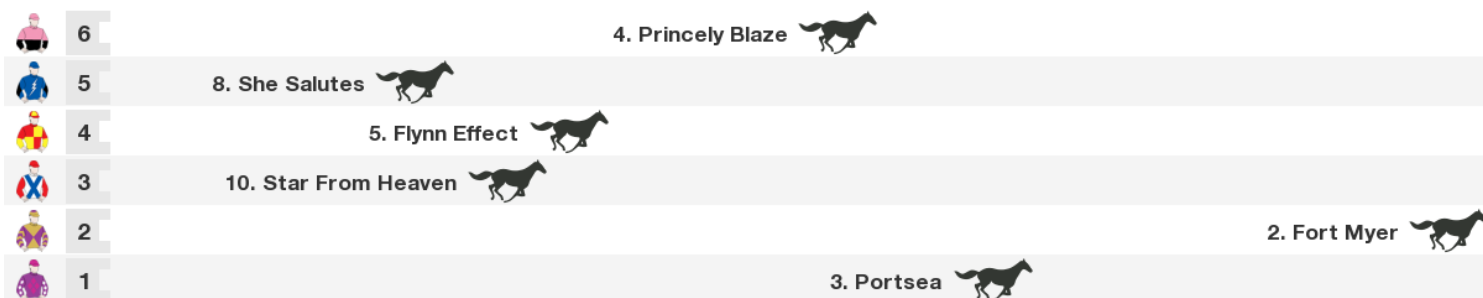 6 4. Princely Blaze
5 8. She Salutes
4 5. Flynn Effect
3 10. Star From Heaven
2 2. Fort Myer
1 3. Portsea